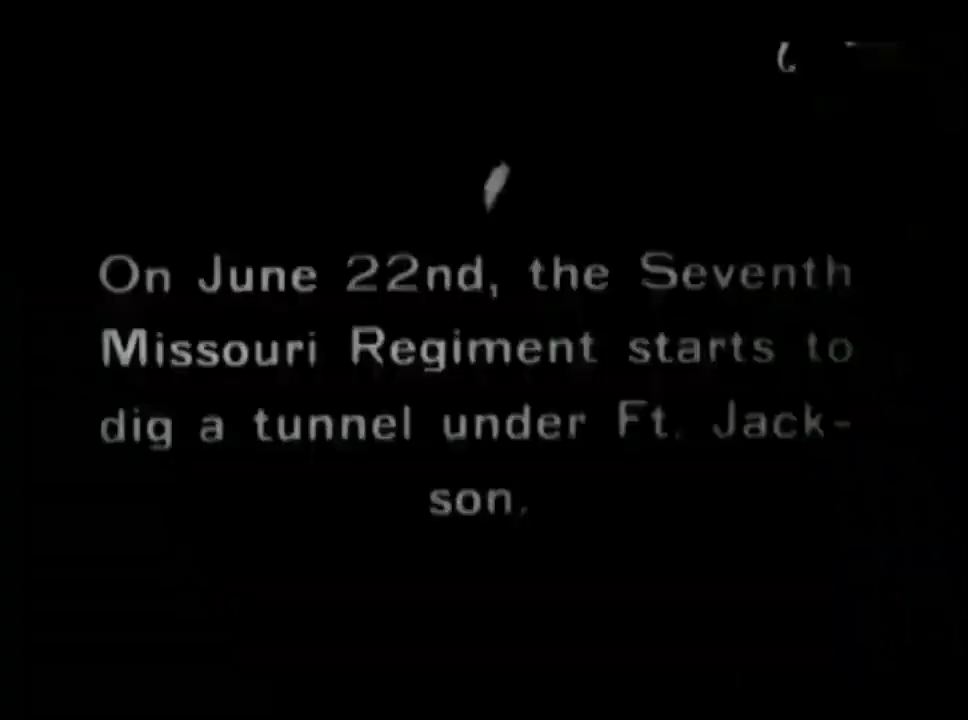 On June 22nd, the Seventh
Missouri Regiment starts to
dig a tunnel under Ft. Jack-
son.